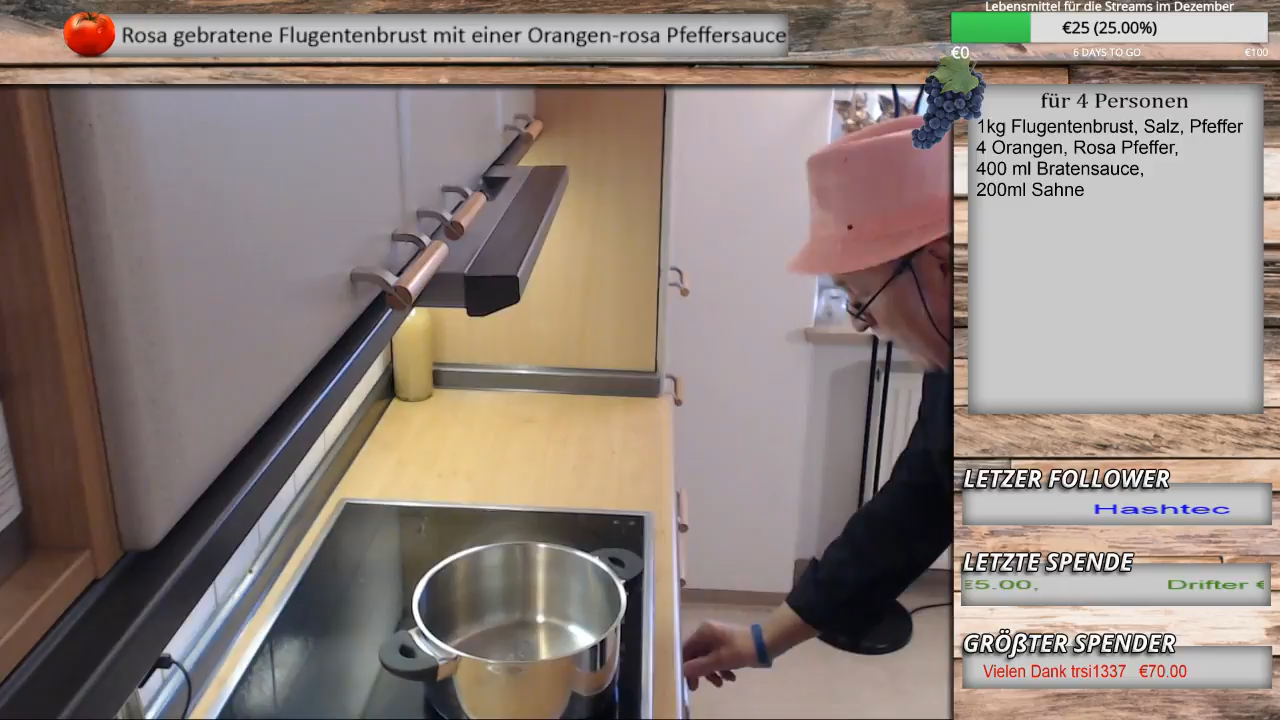 Lebensmittel für die Streams im Dezember
Rosa gebratene Flugentenbrust mit einer Orangen-rosa Pfeffersauce
€25 (25.00%)
€0
6 DAYS TO GO
€100
für 4 Personen
1kg Flugentenbrust, Salz, Pfeffer
4 Orangen, Rosa Pfeffer,
400 ml Bratensauce,
200ml Sahne
LETZER FOLLOWER
Hashtec
LETZTE SPENDE
€5.00, Drifter €
GRÖßTER SPENDER
Vielen Dank trsi1337 €70.00